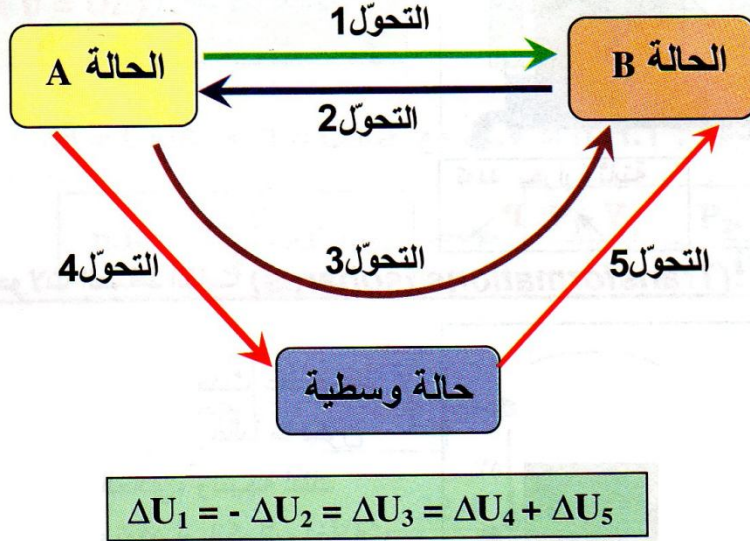 التحوّل1
الحالة A
الحالة B
التحوّل2
التحوّل4
التحوّل3
التحوّل5
حالة وسطية
ΔU₁ = - ΔU₂ = ΔU₃ = ΔU₄ + ΔU₅